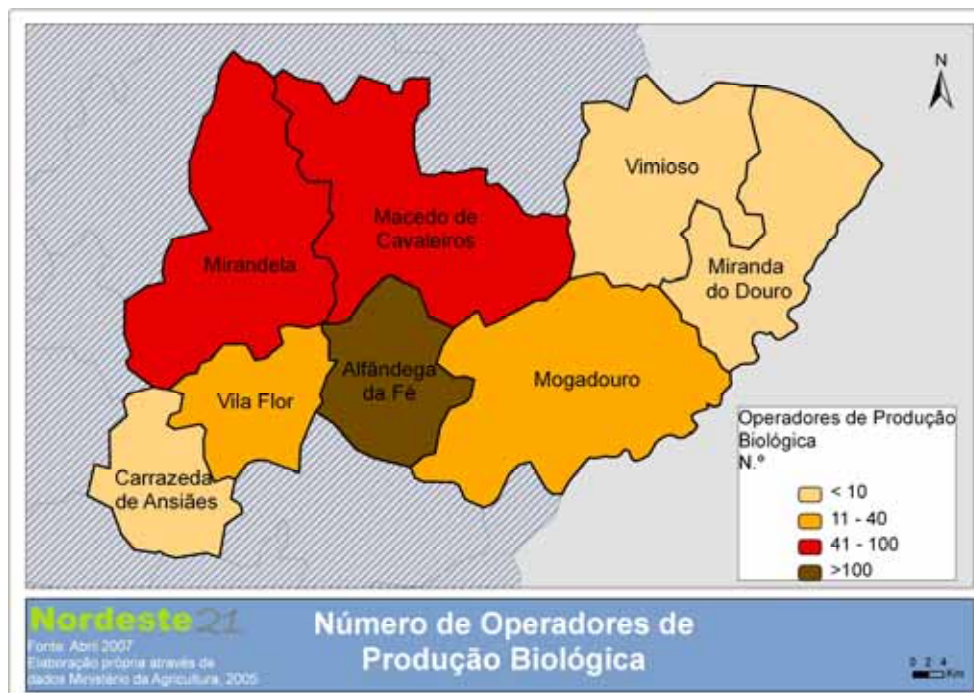 N
Vimioso
Macedo de
Cavaleiros
Mirandela
Miranda
do Douro
Alfândega
da Fé
Mogadouro
Vila Flor
Carrazeda
de Ansiães
Operadores de Produção
Biológica
N.º
< 10
11 - 40
41 - 100
>100
Nordeste 21
Fonte: Abril 2007
Elaboração própria através de
dados Ministério da Agricultura, 2005
Número de Operadores de
Produção Biológica
0 2 4
Km